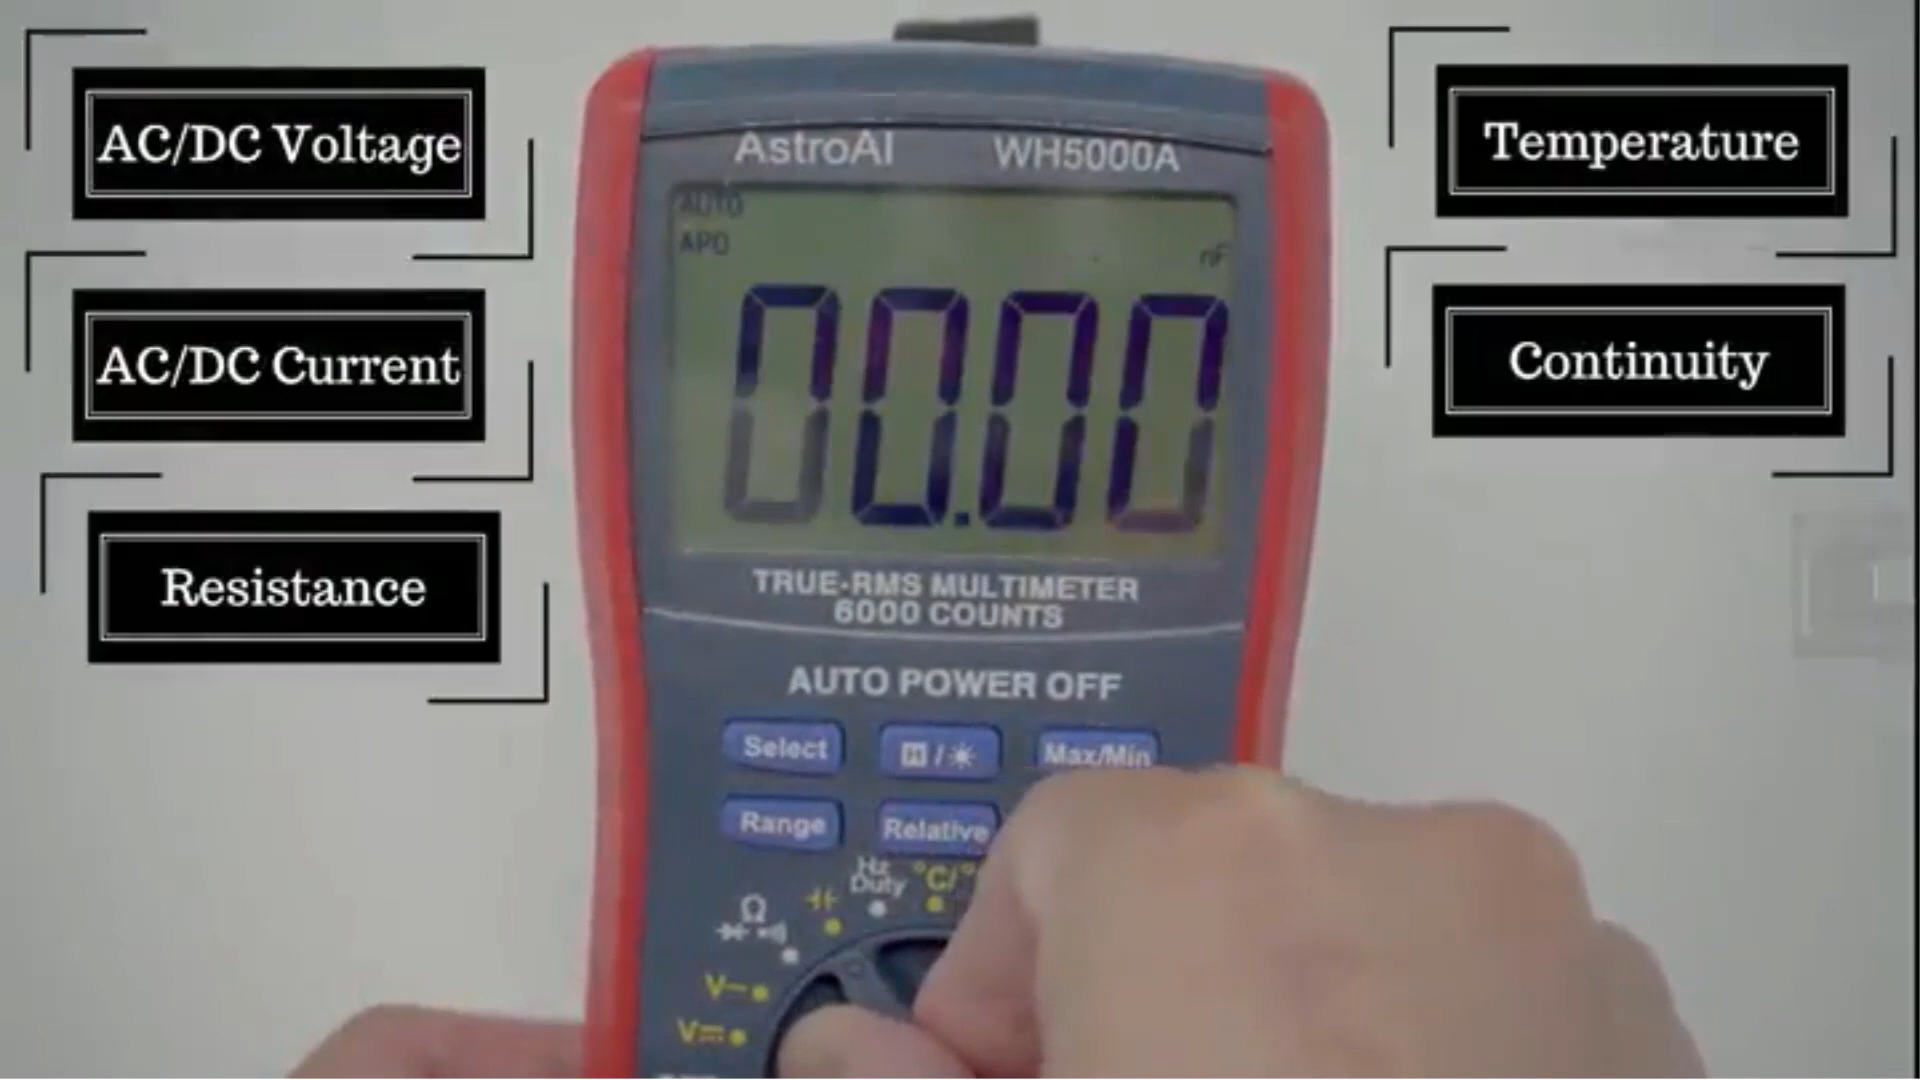 AC/DC Voltage
AC/DC Current
Resistance
Temperature
Continuity
AstroAI WH5000A
AUTO
APO
nF
00.00
TRUE-RMS MULTIMETER
6000 COUNTS
AUTO POWER OFF
Select H / Max/Min
Range Relative
Hz
Duty
°C/°
Ω
V
V